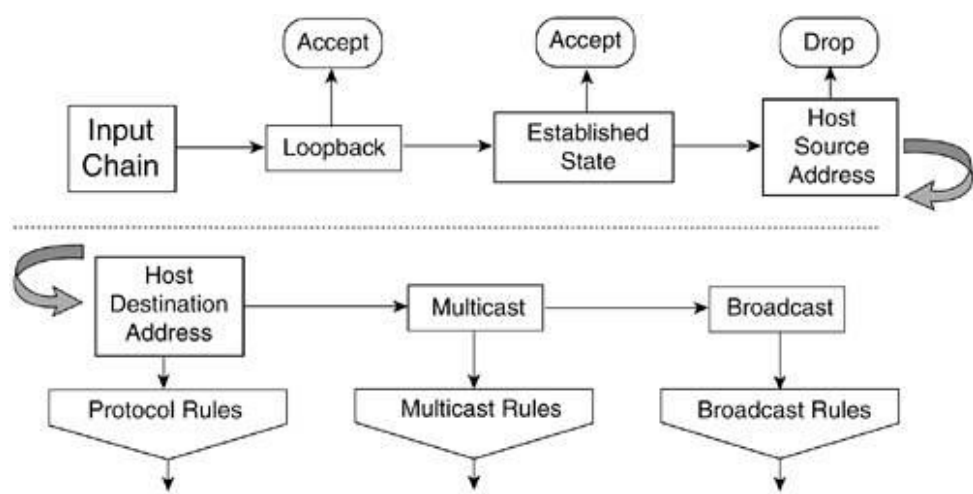 Accept
Accept
Drop
Input
Chain
Loopback
Established
State
Host
Source
Address
Host
Destination
Address
Multicast
Broadcast
Protocol Rules
Multicast Rules
Broadcast Rules